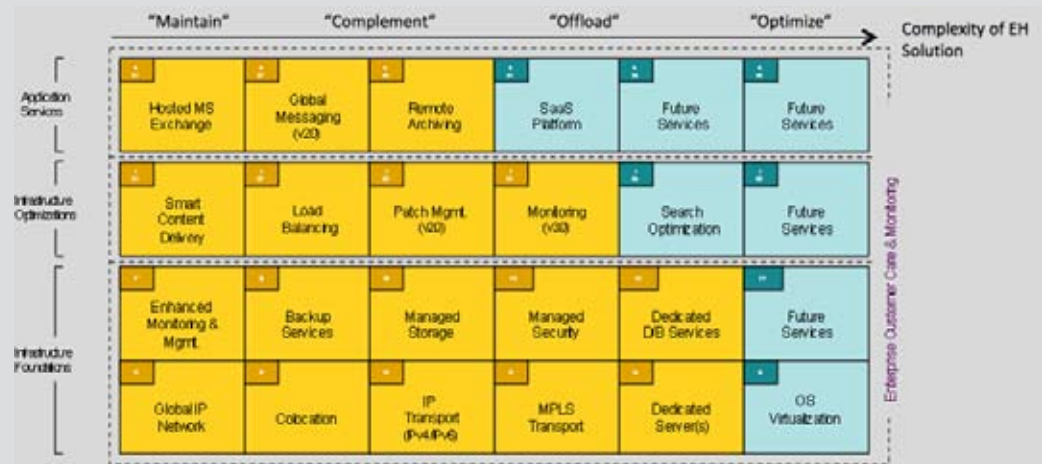 “Maintain” “Complement” “Offload” “Optimize”
Complexity of EH
Solution
Application
Services
Hosted MS
Exchange
Global
Messaging
(v20)
Remote
Archiving
SaaS
Platform
Future
Services
Future
Services
Infrastructure
Optimizations
Smart
Content
Delivery
Load
Balancing
Patch Mgmt.
(v20)
Monitoring
(v30)
Search
Optimization
Future
Services
Infrastructure
Foundations
Enhanced
Monitoring &
Mgmt.
Backup
Services
Managed
Storage
Managed
Security
Dedicated
D/B Services
Future
Services
Global IP
Network
Colocation
IP
Transport
(IPv4/IPv6)
MPLS
Transport
Dedicated
Server(s)
OS
Virtualization
Enterprise Customer Care & Monitoring